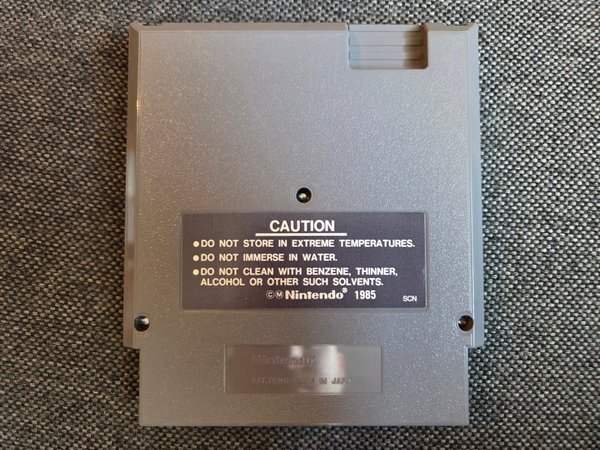 CAUTION
● DO NOT STORE IN EXTREME TEMPERATURES.
● DO NOT IMMERSE IN WATER.
● DO NOT CLEAN WITH BENZENE, THINNER,
ALCOHOL OR OTHER SUCH SOLVENTS.
©Ⓜ Nintendo® 1985 SCN
Nintendo
PAT.PEND. MADE IN JAPAN